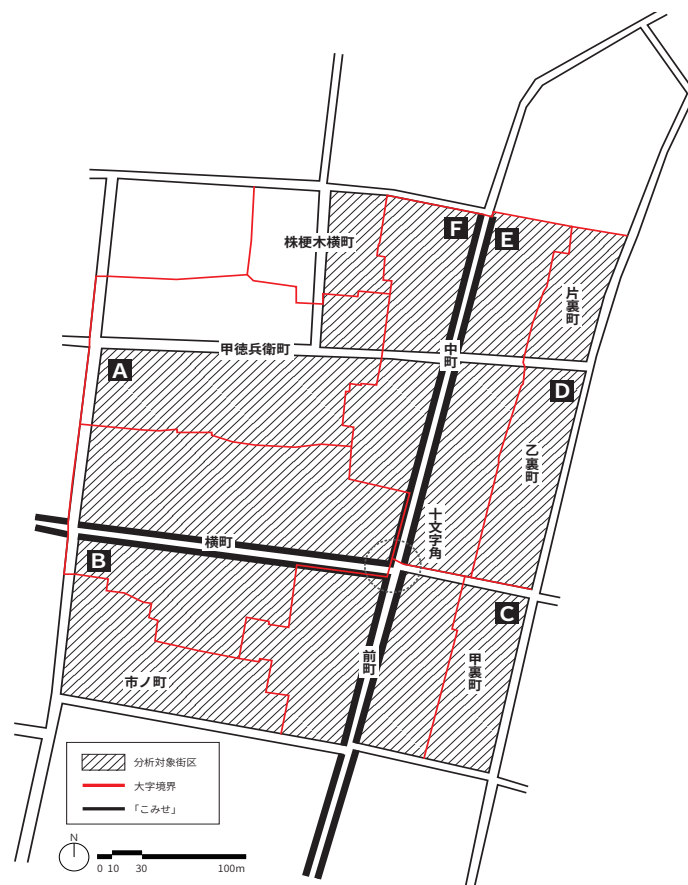 F
E
株梗木横町
片裏町
中町
甲徳兵衛町
A
D
乙裏町
十文字角
横町
B
C
前町
甲裏町
市ノ町
分析対象街区
大字境界
「こみせ」
N
0 10 30 100m